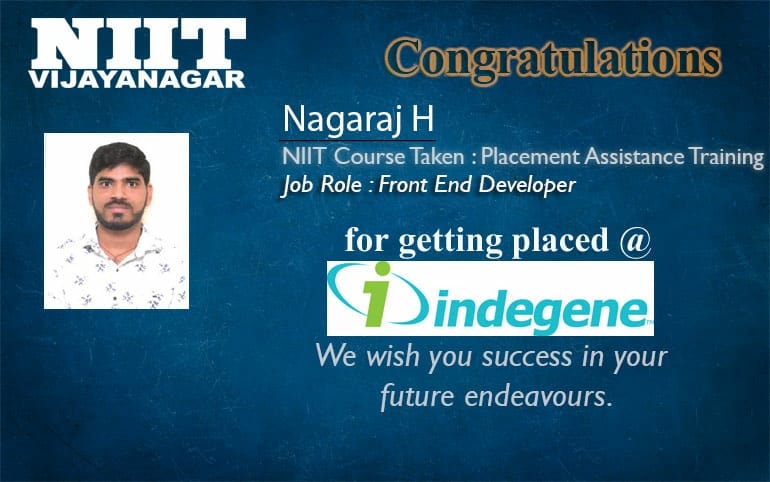 NIIT
VIJAYANAGAR
Congratulations
Nagaraj H
NIIT Course Taken : Placement Assistance Training
Job Role : Front End Developer
for getting placed @
indegene™
We wish you success in your
future endeavours.